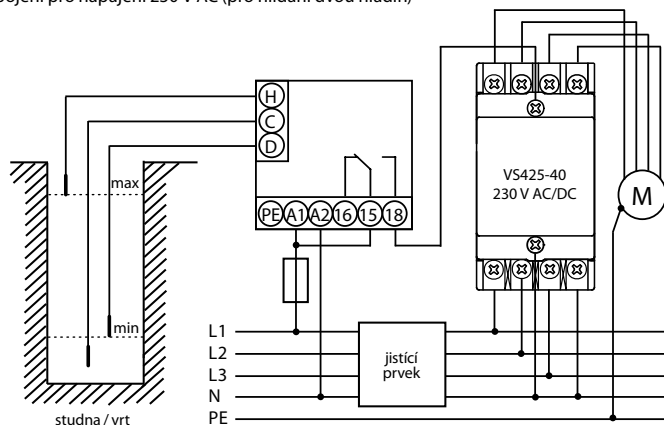 pro napájení 230 V AC (pro hlídání dvou hladin)
H
C
D
max
min
studna / vrt
PE A1 A2 16 15 18
VS425-40
230 V AC/DC
M
L1
L2
L3
N
PE
jistící
prvek